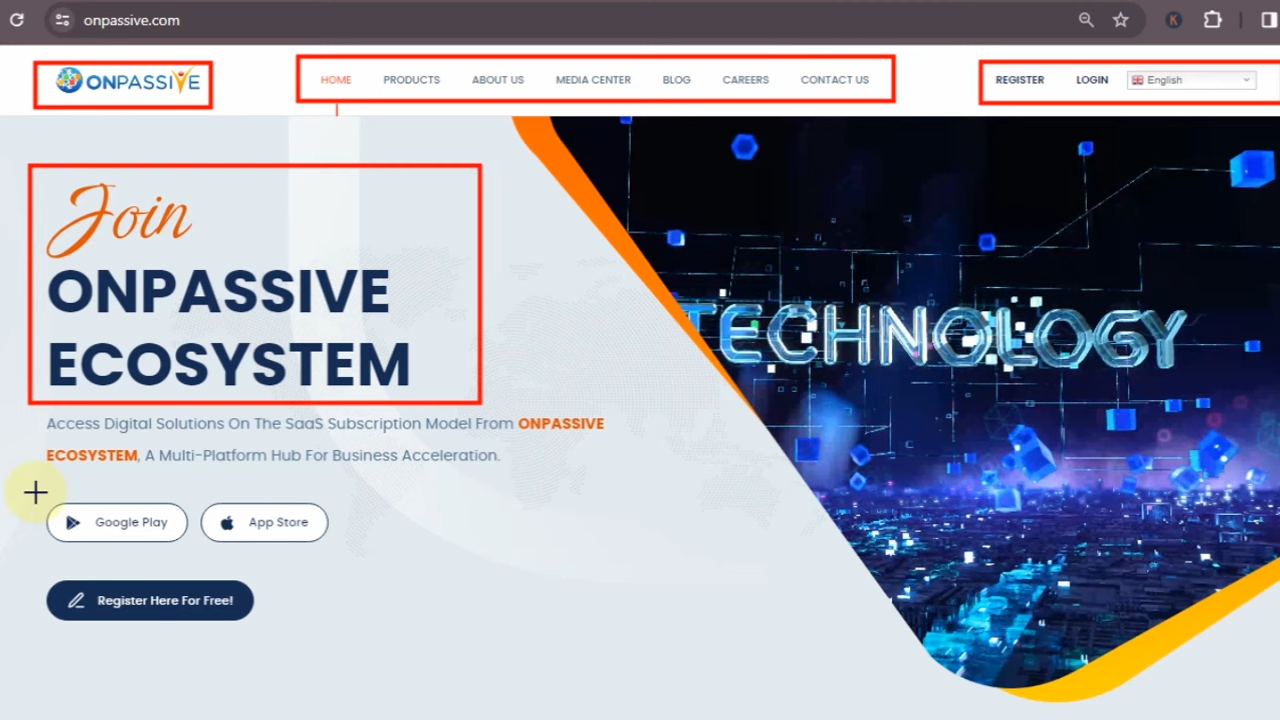 onpassive.com
K
ONPASSIVE
HOME PRODUCTS ABOUT US MEDIA CENTER BLOG CAREERS CONTACT US
REGISTER LOGIN English
Join
ONPASSIVE
ECOSYSTEM
TECHNOLOGY
Access Digital Solutions On The SaaS Subscription Model From ONPASSIVE
ECOSYSTEM, A Multi-Platform Hub For Business Acceleration.
Google Play App Store
Register Here For Free!